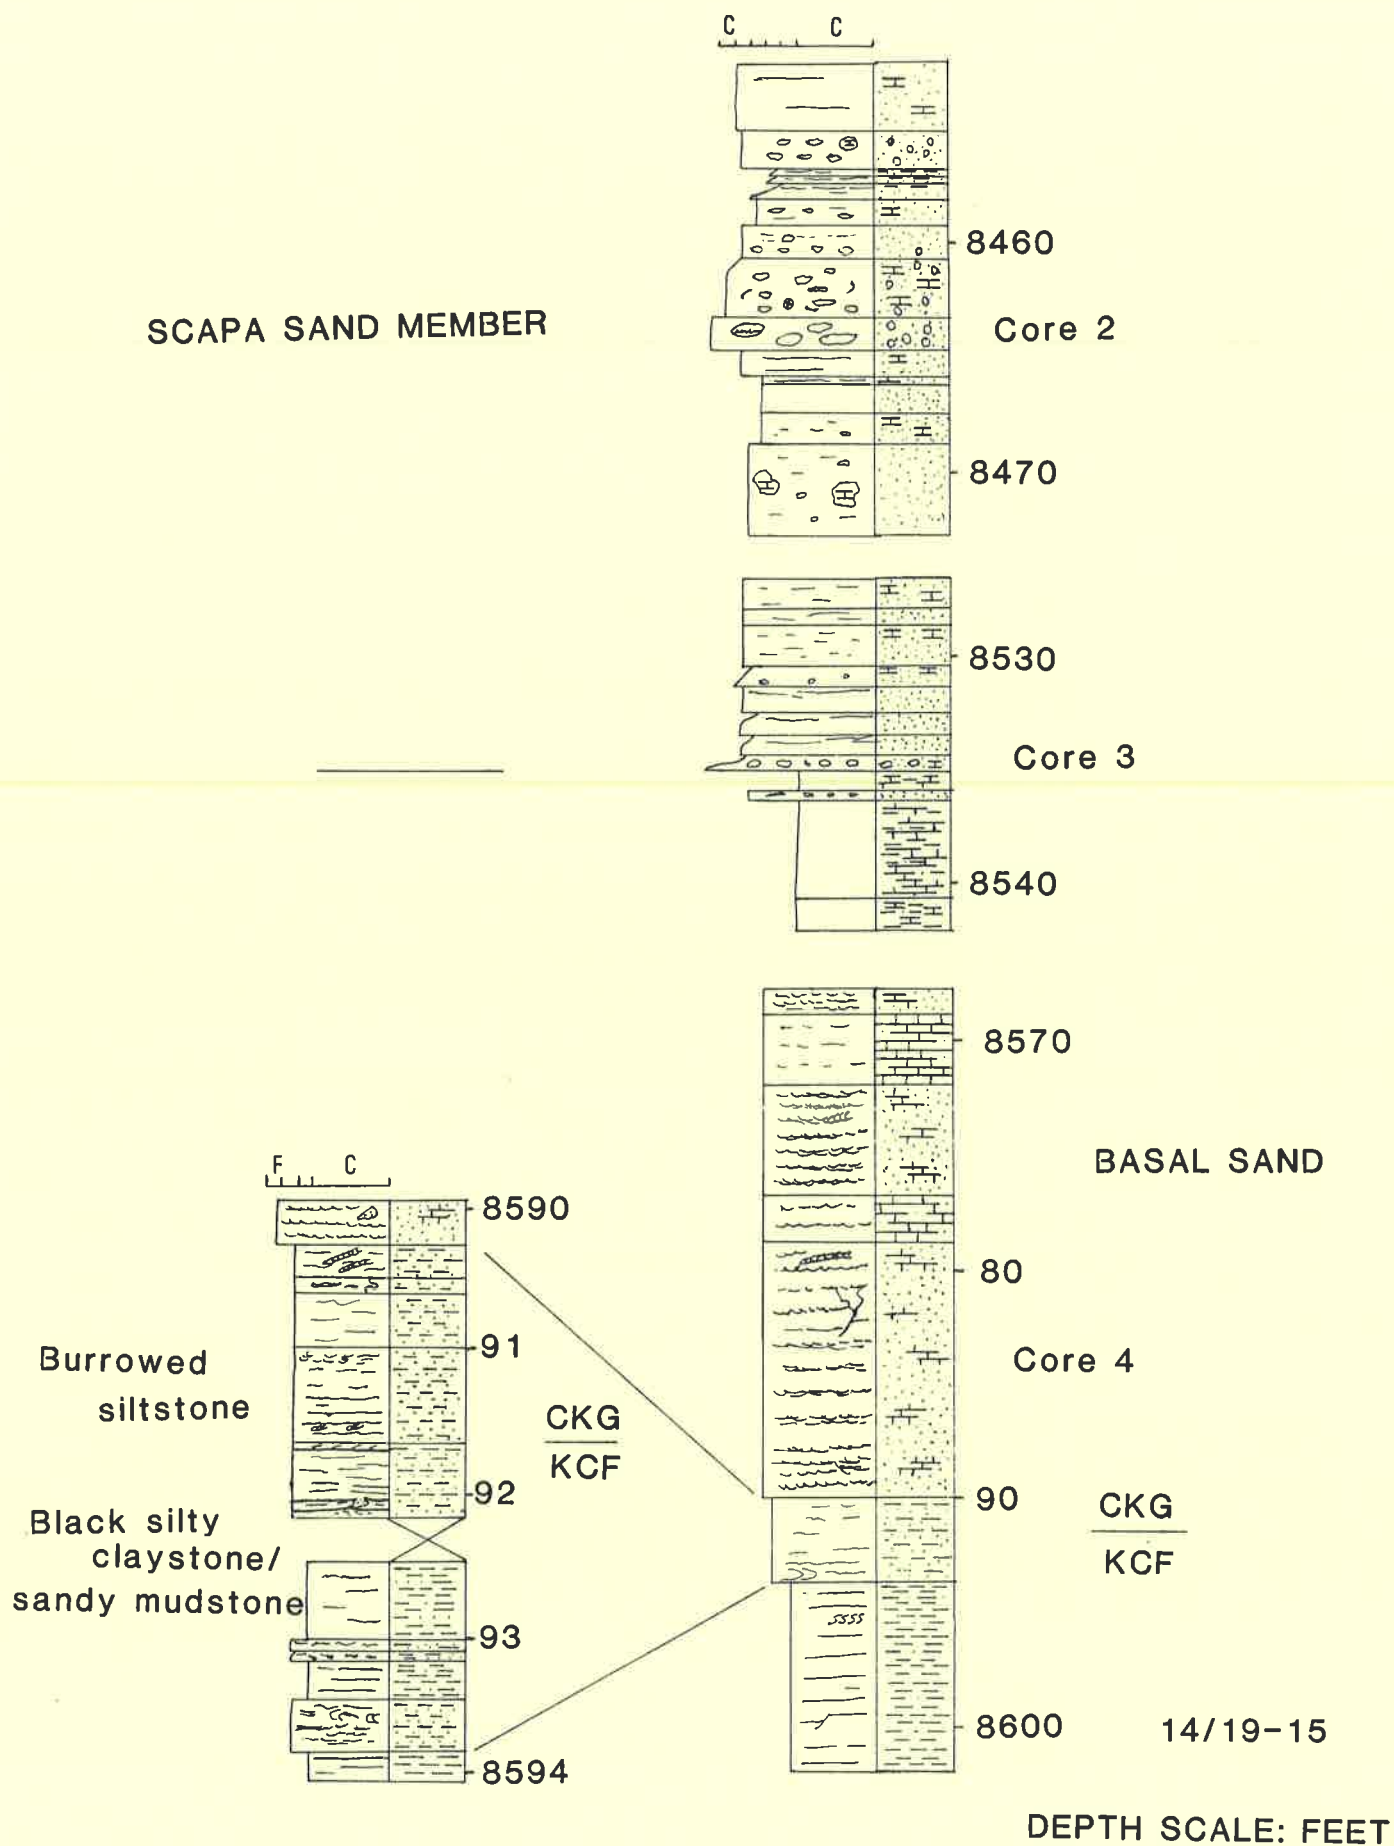 C C
8460
SCAPA SAND MEMBER
Core 2
8470
8530
Core 3
8540
8570
BASAL SAND
F C
8590
80
91
Burrowed
siltstone
Core 4
CKG
KCF
92
90
CKG
KCF
Black silty
claystone/
sandy mudstone
93
ssss
8600
14/19-15
8594
DEPTH SCALE: FEET